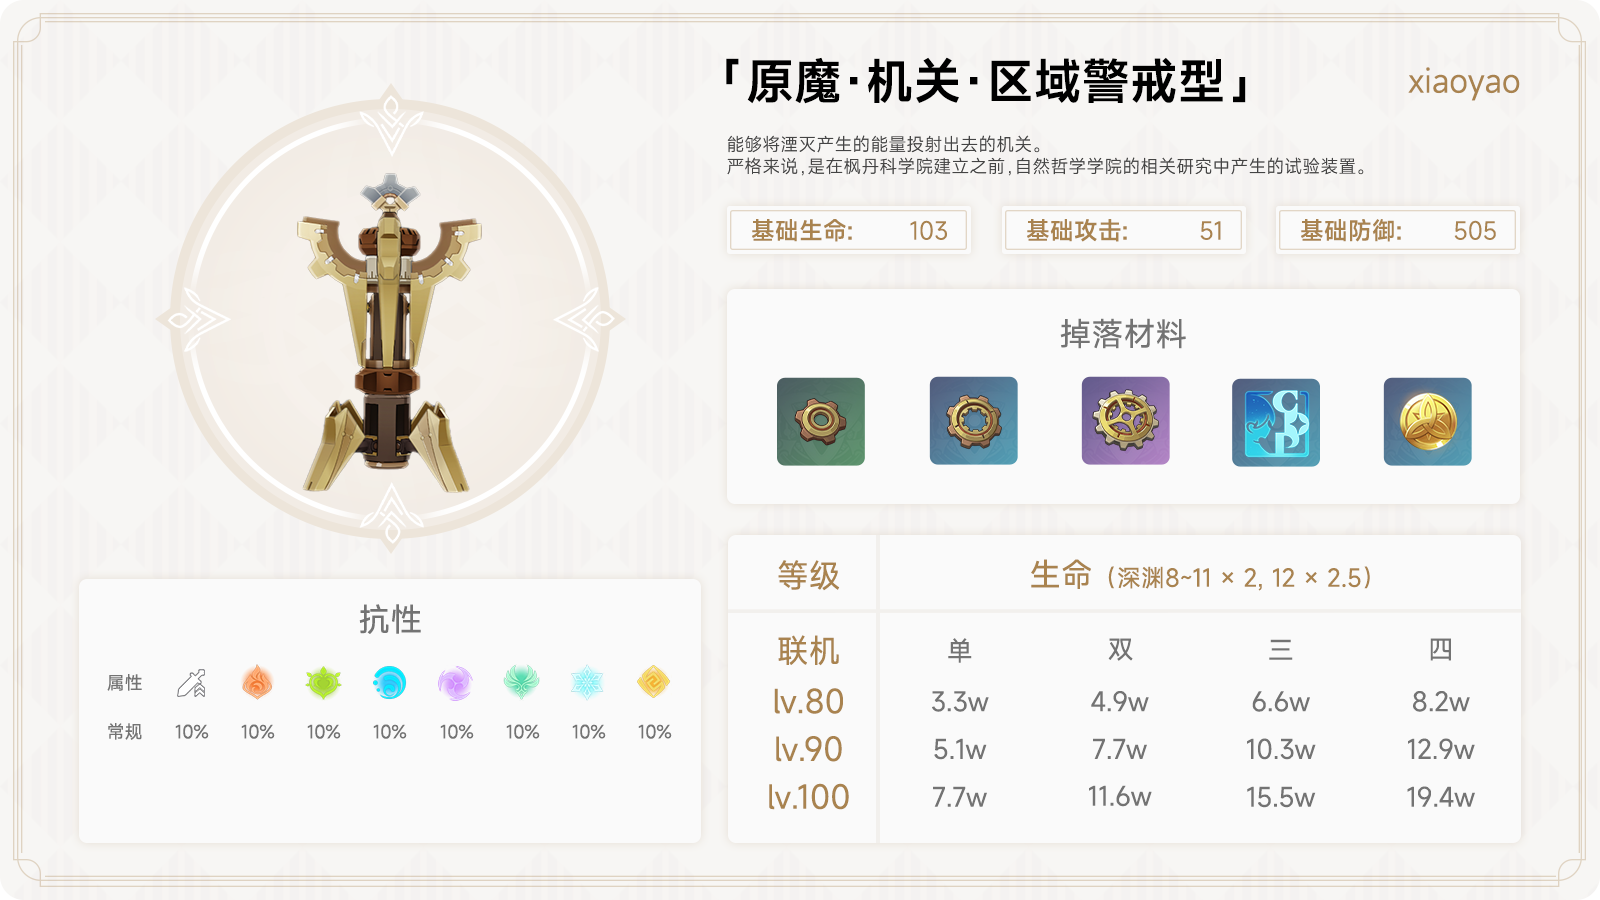 「原魔·机关·区域警戒型」
xiaoyao
能够将湮灭产生的能量投射出去的机关。
严格来说,是在枫丹科学院建立之前,自然哲学学院的相关研究中产生的试验装置。
基础生命: 103
基础攻击: 51
基础防御: 505
掉落材料
抗性
属性
常规 10% 10% 10% 10% 10% 10% 10% 10%
等级 生命(深渊8~11 × 2, 12 × 2.5)
联机 单 双 三 四
lv.80 3.3w 4.9w 6.6w 8.2w
lv.90 5.1w 7.7w 10.3w 12.9w
lv.100 7.7w 11.6w 15.5w 19.4w